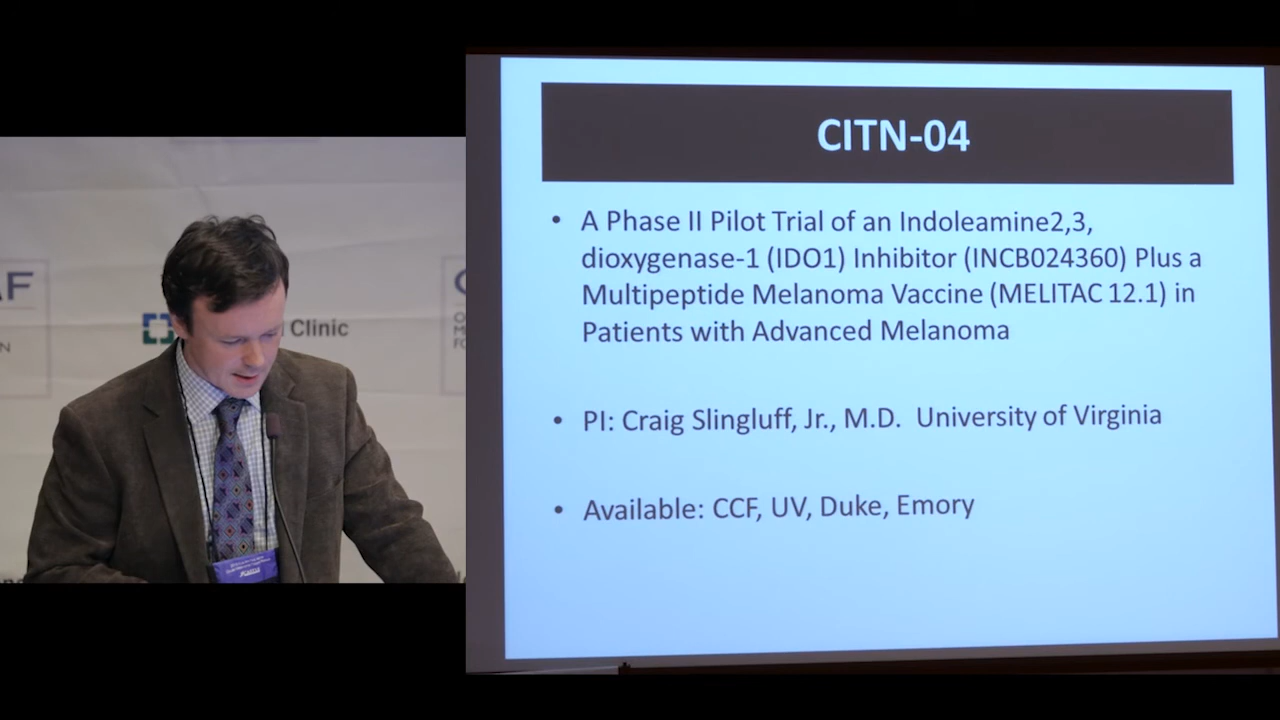 CITN-04
• A Phase II Pilot Trial of an Indoleamine2,3,
dioxygenase-1 (IDO1) Inhibitor (INCB024360) Plus a
Multipeptide Melanoma Vaccine (MELITAC 12.1) in
Patients with Advanced Melanoma
• PI: Craig Slingluff, Jr., M.D. University of Virginia
• Available: CCF, UV, Duke, Emory
Clinic